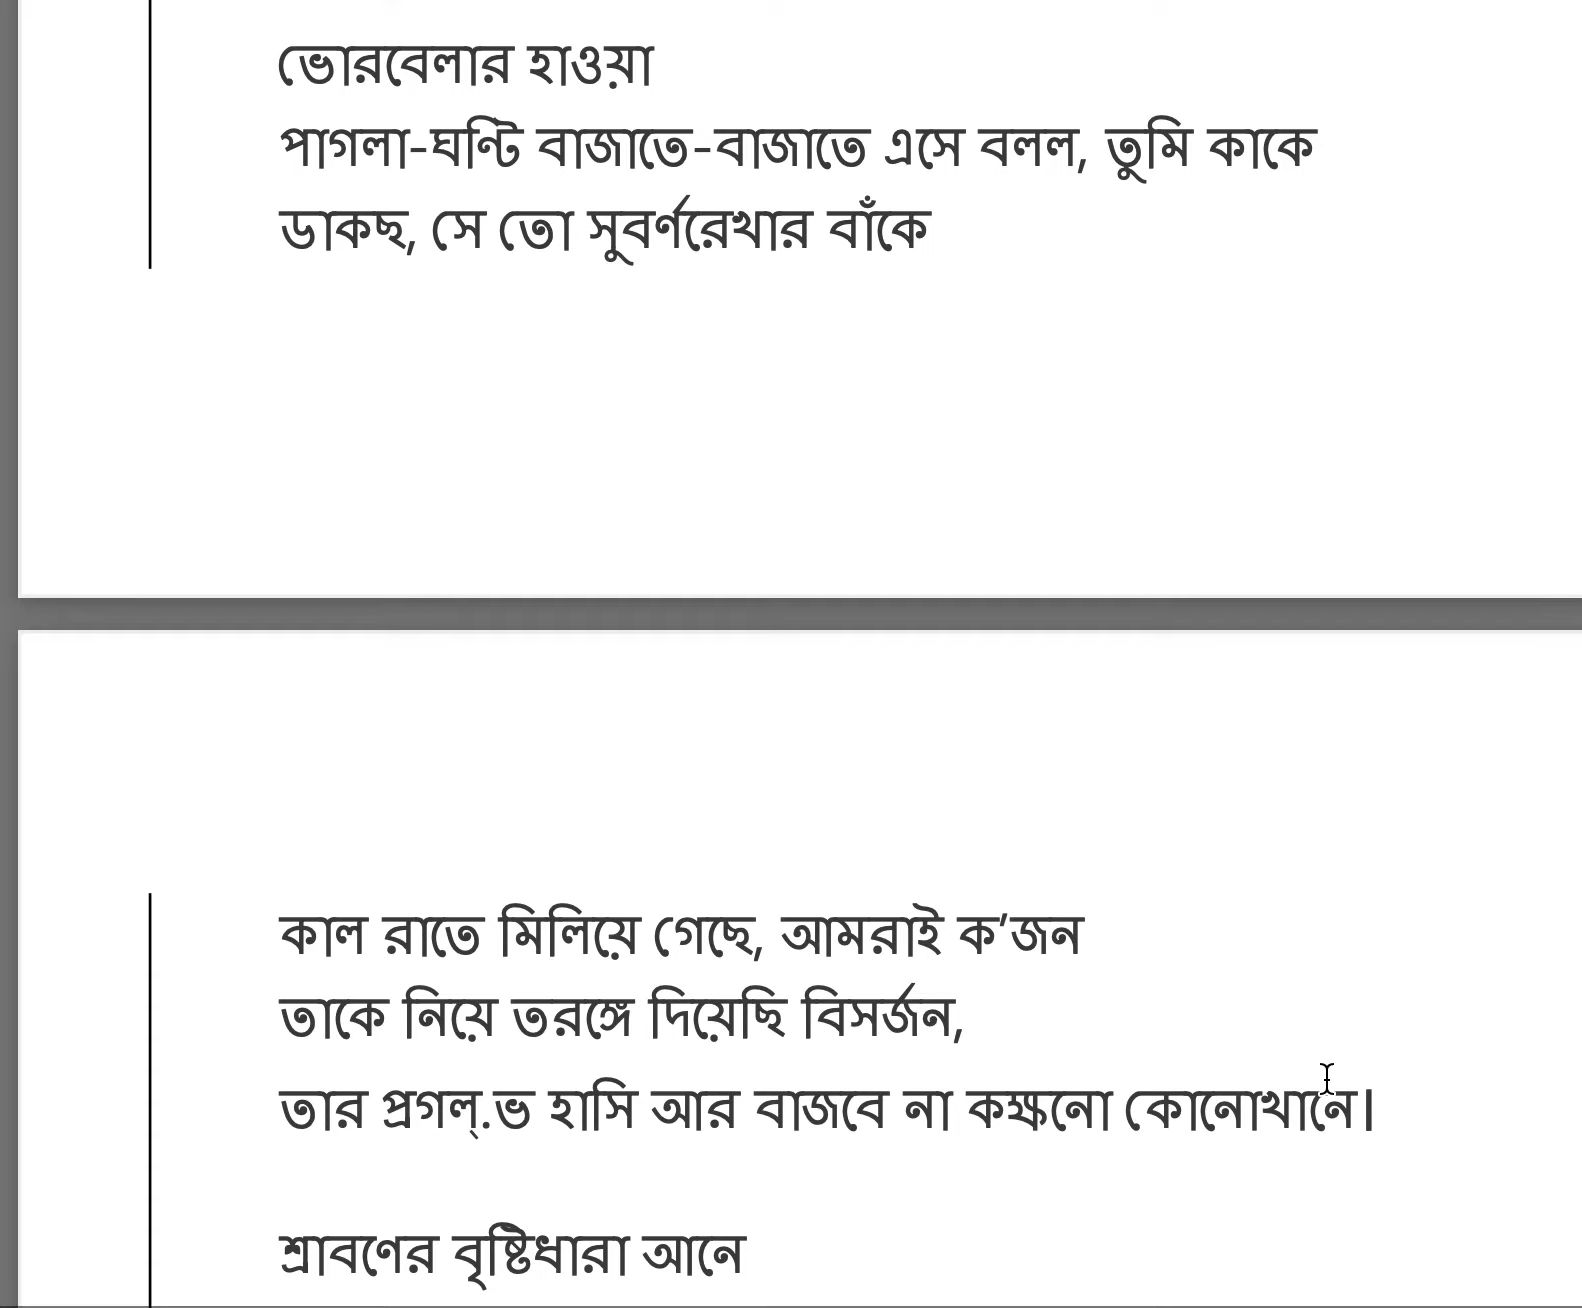 ভোরবেলার হাওয়া
পাগলা-ঘন্টি বাজাতে-বাজাতে এসে বলল, তুমি কাকে
ডাকছ, সে তো সুবর্ণরেখার বাঁকে
কাল রাতে মিলিয়ে গেছে, আমরাই ক’জন
তাকে নিয়ে তরঙ্গে দিয়েছি বিসর্জন,
তার প্রগল্.ভ হাসি আর বাজবে না কক্ষনো কোনোখানে।
শ্রাবণের বৃষ্টিধারা আনে